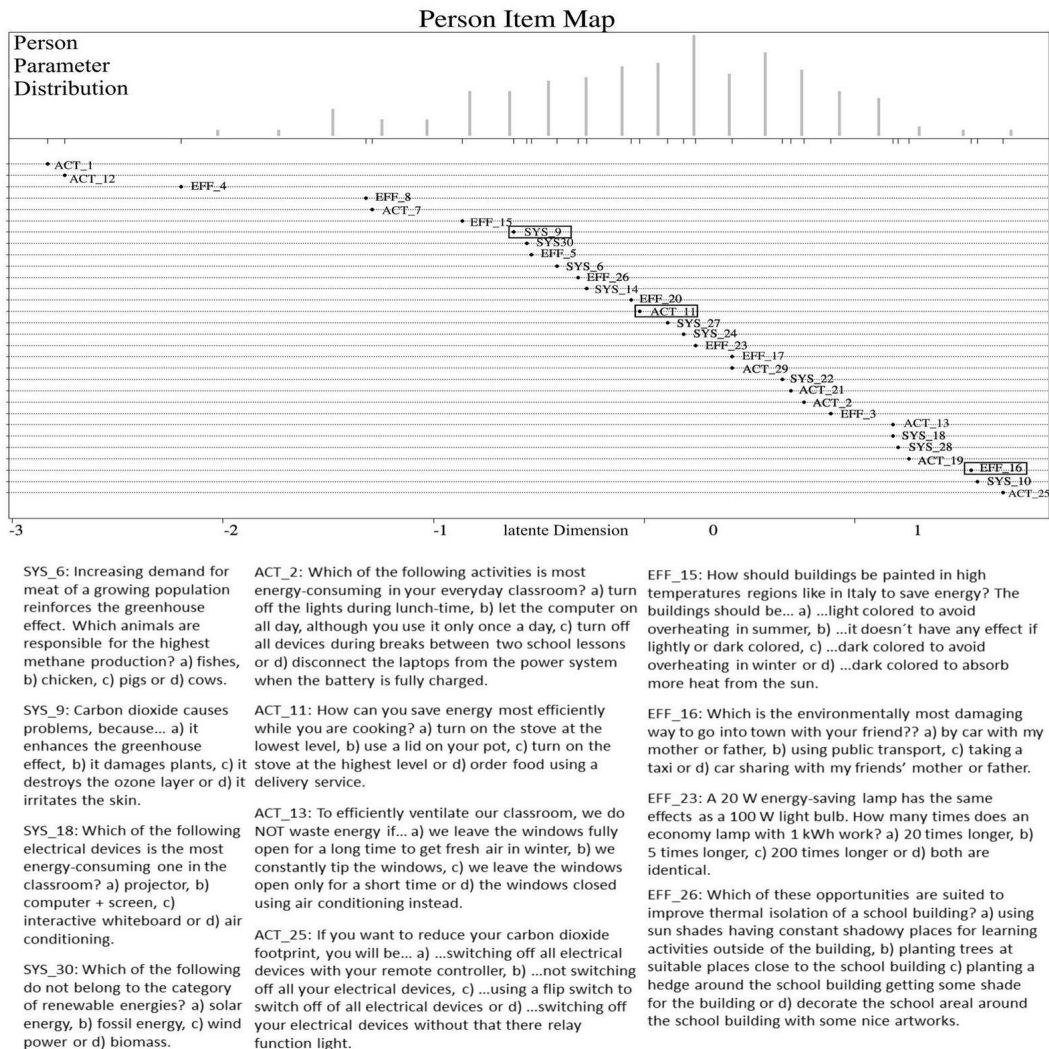 Person Item Map
Person
Parameter
Distribution
ACT_1
ACT_12
EFF_4
EFF_8
ACT_7
EFF_15
SYS_9
SYS30
EFF_5
SYS_6
EFF_26
SYS_14
EFF_20
ACT_11
SYS_27
SYS_24
EFF_23
EFF_17
ACT_29
SYS_22
ACT_21
ACT_2
EFF_3
ACT_13
SYS_18
SYS_28
ACT_19
EFF_16
SYS_10
ACT_25
-3 -2 -1 latente Dimension 0 1
SYS_6: Increasing demand for
meat of a growing population
reinforces the greenhouse
effect. Which animals are
responsible for the highest
methane production? a) fishes,
b) chicken, c) pigs or d) cows.
SYS_9: Carbon dioxide causes
problems, because... a) it
enhances the greenhouse
effect, b) it damages plants, c) it
destroys the ozone layer or d) it
irritates the skin.
SYS_18: Which of the following
electrical devices is the most
energy-consuming one in the
classroom? a) projector, b)
computer + screen, c)
interactive whiteboard or d) air
conditioning.
SYS_30: Which of the following
do not belong to the category
of renewable energies? a) solar
energy, b) fossil energy, c) wind
power or d) biomass.
ACT_2: Which of the following activities is most
energy-consuming in your everyday classroom? a) turn
off the lights during lunch-time, b) let the computer on
all day, although you use it only once a day, c) turn off
all devices during breaks between two school lessons
or d) disconnect the laptops from the power system
when the battery is fully charged.
ACT_11: How can you save energy most efficiently
while you are cooking? a) turn on the stove at the
lowest level, b) use a lid on your pot, c) turn on the
stove at the highest level or d) order food using a
delivery service.
ACT_13: To efficiently ventilate our classroom, we do
NOT waste energy if... a) we leave the windows fully
open for a long time to get fresh air in winter, b) we
constantly tip the windows, c) we leave the windows
open only for a short time or d) the windows closed
using air conditioning instead.
ACT_25: If you want to reduce your carbon dioxide
footprint, you will be... a) ...switching off all electrical
devices with your remote controller, b) ...not switching
off all your electrical devices, c) ...using a flip switch to
switch off of all electrical devices or d) ...switching off
your electrical devices without that there relay
function light.
EFF_15: How should buildings be painted in high
temperatures regions like in Italy to save energy? The
buildings should be... a) ...light colored to avoid
overheating in summer, b) ...it doesn´t have any effect if
lightly or dark colored, c) ...dark colored to avoid
overheating in winter or d) ...dark colored to absorb
more heat from the sun.
EFF_16: Which is the environmentally most damaging
way to go into town with your friend?? a) by car with my
mother or father, b) using public transport, c) taking a
taxi or d) car sharing with my friends’ mother or father.
EFF_23: A 20 W energy-saving lamp has the same
effects as a 100 W light bulb. How many times does an
economy lamp with 1 kWh work? a) 20 times longer, b)
5 times longer, c) 200 times longer or d) both are
identical.
EFF_26: Which of these opportunities are suited to
improve thermal isolation of a school building? a) using
sun shades having constant shadowy places for learning
activities outside of the building, b) planting trees at
suitable places close to the school building c) planting a
hedge around the school building getting some shade
for the building or d) decorate the school areal around
the school building with some nice artworks.